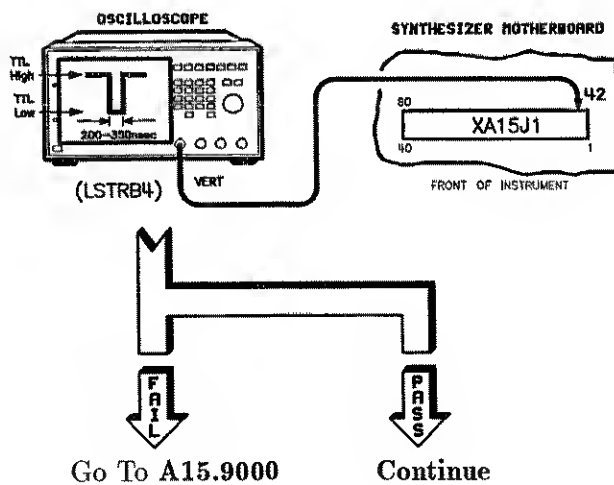 OSCILLOSCOPE
SYNTHESIZER MOTHERBOARD
TTL
High
TTL
Low
200-350nsec
(LSTRB4)
VERT
42
80
XA15J1
40
1
FRONT OF INSTRUMENT
FAIL
PASS
Go To A15.9000
Continue